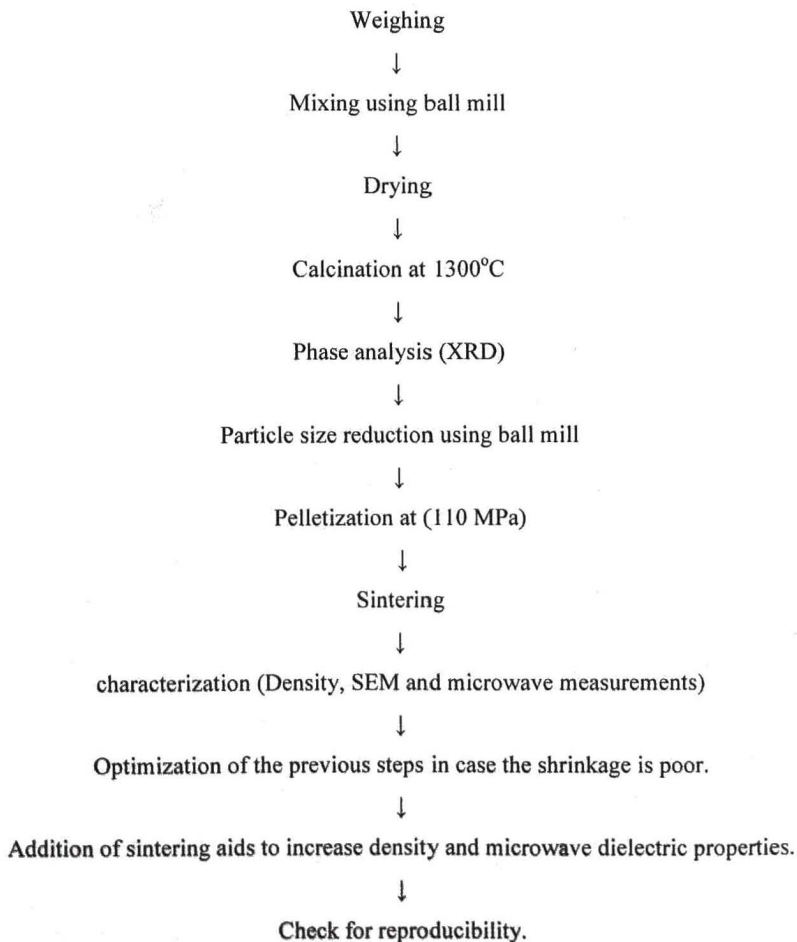 Weighing
↓
Mixing using ball mill
↓
Drying
↓
Calcination at 1300°C
↓
Phase analysis (XRD)
↓
Particle size reduction using ball mill
↓
Pelletization at (110 MPa)
↓
Sintering
↓
characterization (Density, SEM and microwave measurements)
↓
Optimization of the previous steps in case the shrinkage is poor.
↓
Addition of sintering aids to increase density and microwave dielectric properties.
↓
Check for reproducibility.